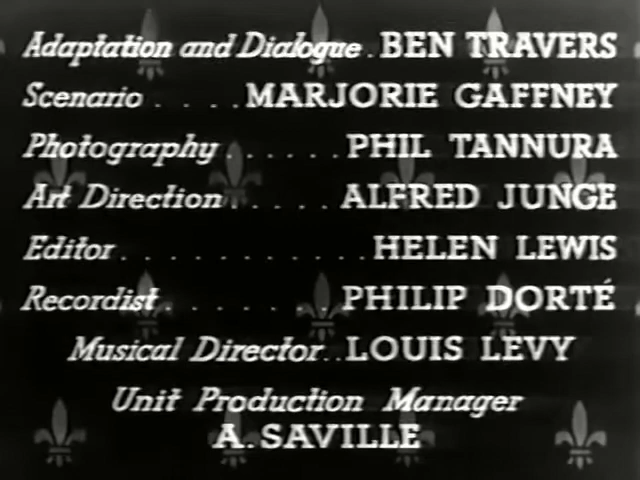 Adaptation and Dialogue . BEN TRAVERS
Scenario . . . . MARJORIE GAFFNEY
Photography . . . . . . PHIL TANNURA
Art Direction . . . . . ALFRED JUNGE
Editor . . . . . . . . . . . . HELEN LEWIS
Recordist . . . . . . . PHILIP DORTÉ
Musical Director . . LOUIS LEVY
Unit Production Manager
A. SAVILLE